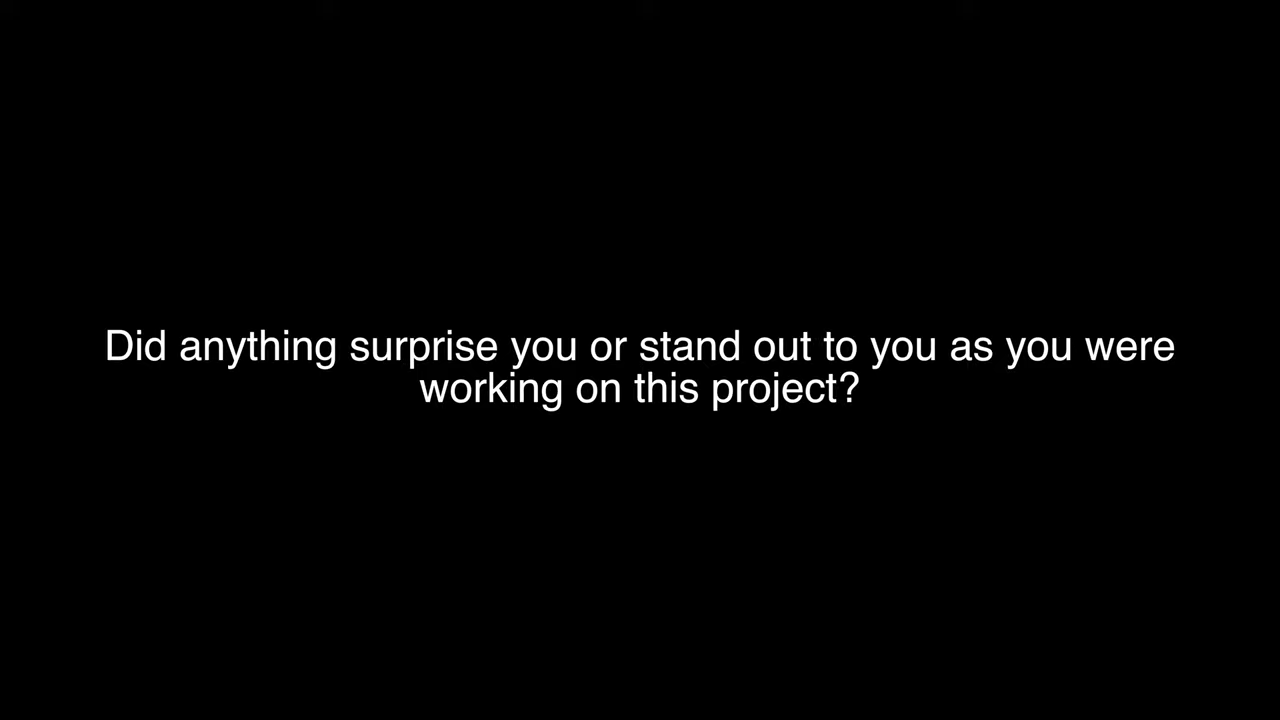 Did anything surprise you or stand out to you as you were
working on this project?